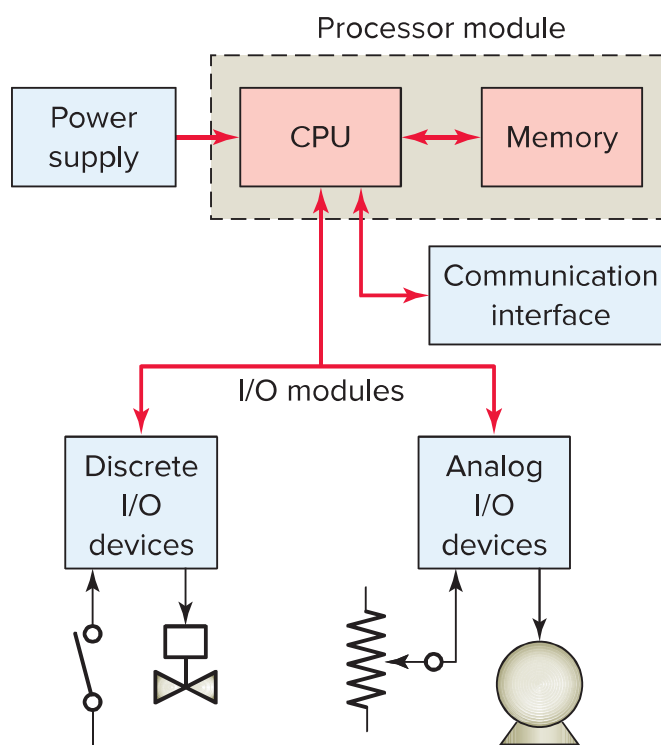 Processor module
Power
supply
CPU
Memory
Communication
interface
I/O modules
Discrete
I/O
devices
Analog
I/O
devices